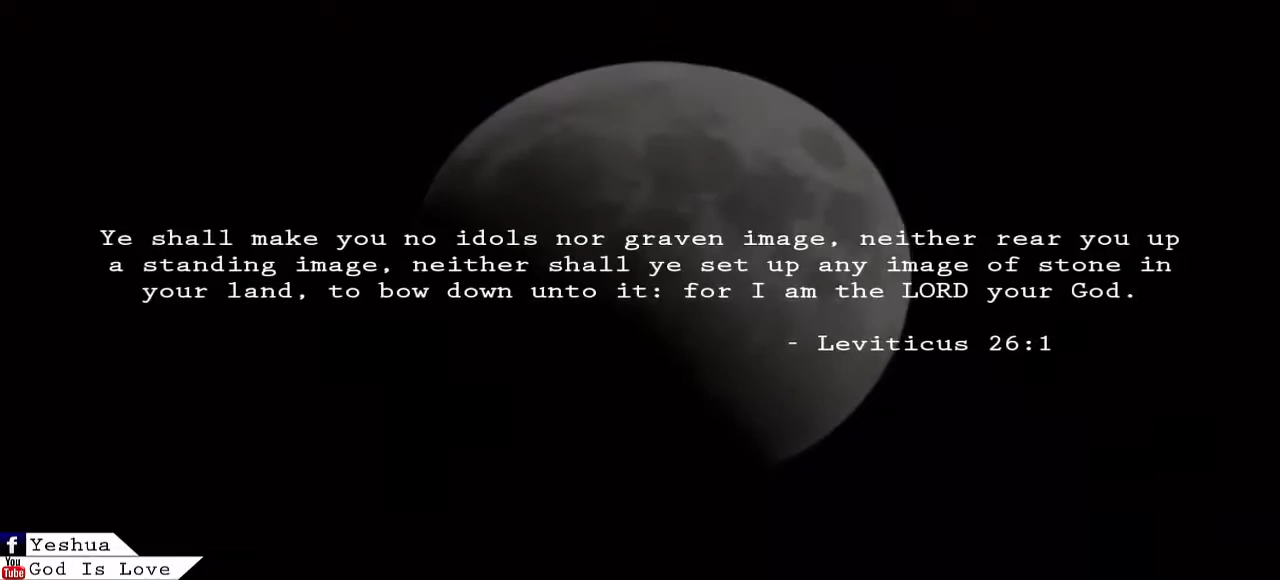 Ye shall make you no idols nor graven image, neither rear you up
a standing image, neither shall ye set up any image of stone in
your land, to bow down unto it: for I am the LORD your God.
- Leviticus 26:1
f Yeshua
You
Tube
God Is Love